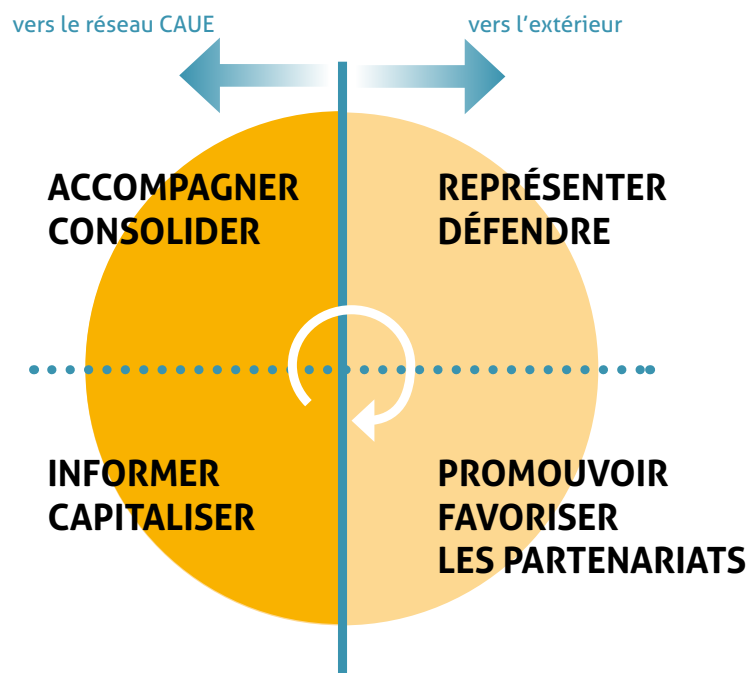 vers le réseau CAUE
vers l'extérieur
ACCOMPAGNER
CONSOLIDER
REPRÉSENTER
DÉFENDRE
INFORMER
CAPITALISER
PROMOUVOIR
FAVORISER
LES PARTENARIATS